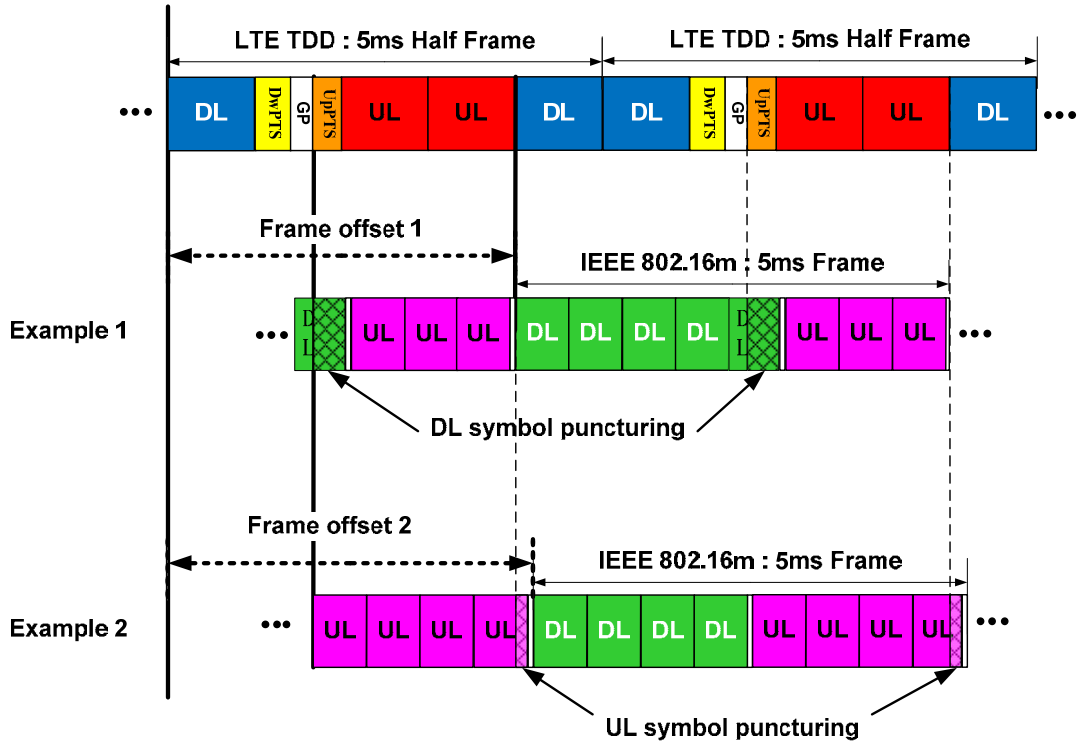 LTE TDD : 5ms Half Frame LTE TDD : 5ms Half Frame
••• DL DwPTS GP UpPTS UL UL DL DL DwPTS GP UpPTS UL UL DL •••
Frame offset 1
IEEE 802.16m : 5ms Frame
Example 1 ••• DL UL UL UL DL DL DL DL DL UL UL UL •••
DL symbol puncturing
Frame offset 2
IEEE 802.16m : 5ms Frame
Example 2 ••• UL UL UL UL DL DL DL DL UL UL UL UL •••
UL symbol puncturing